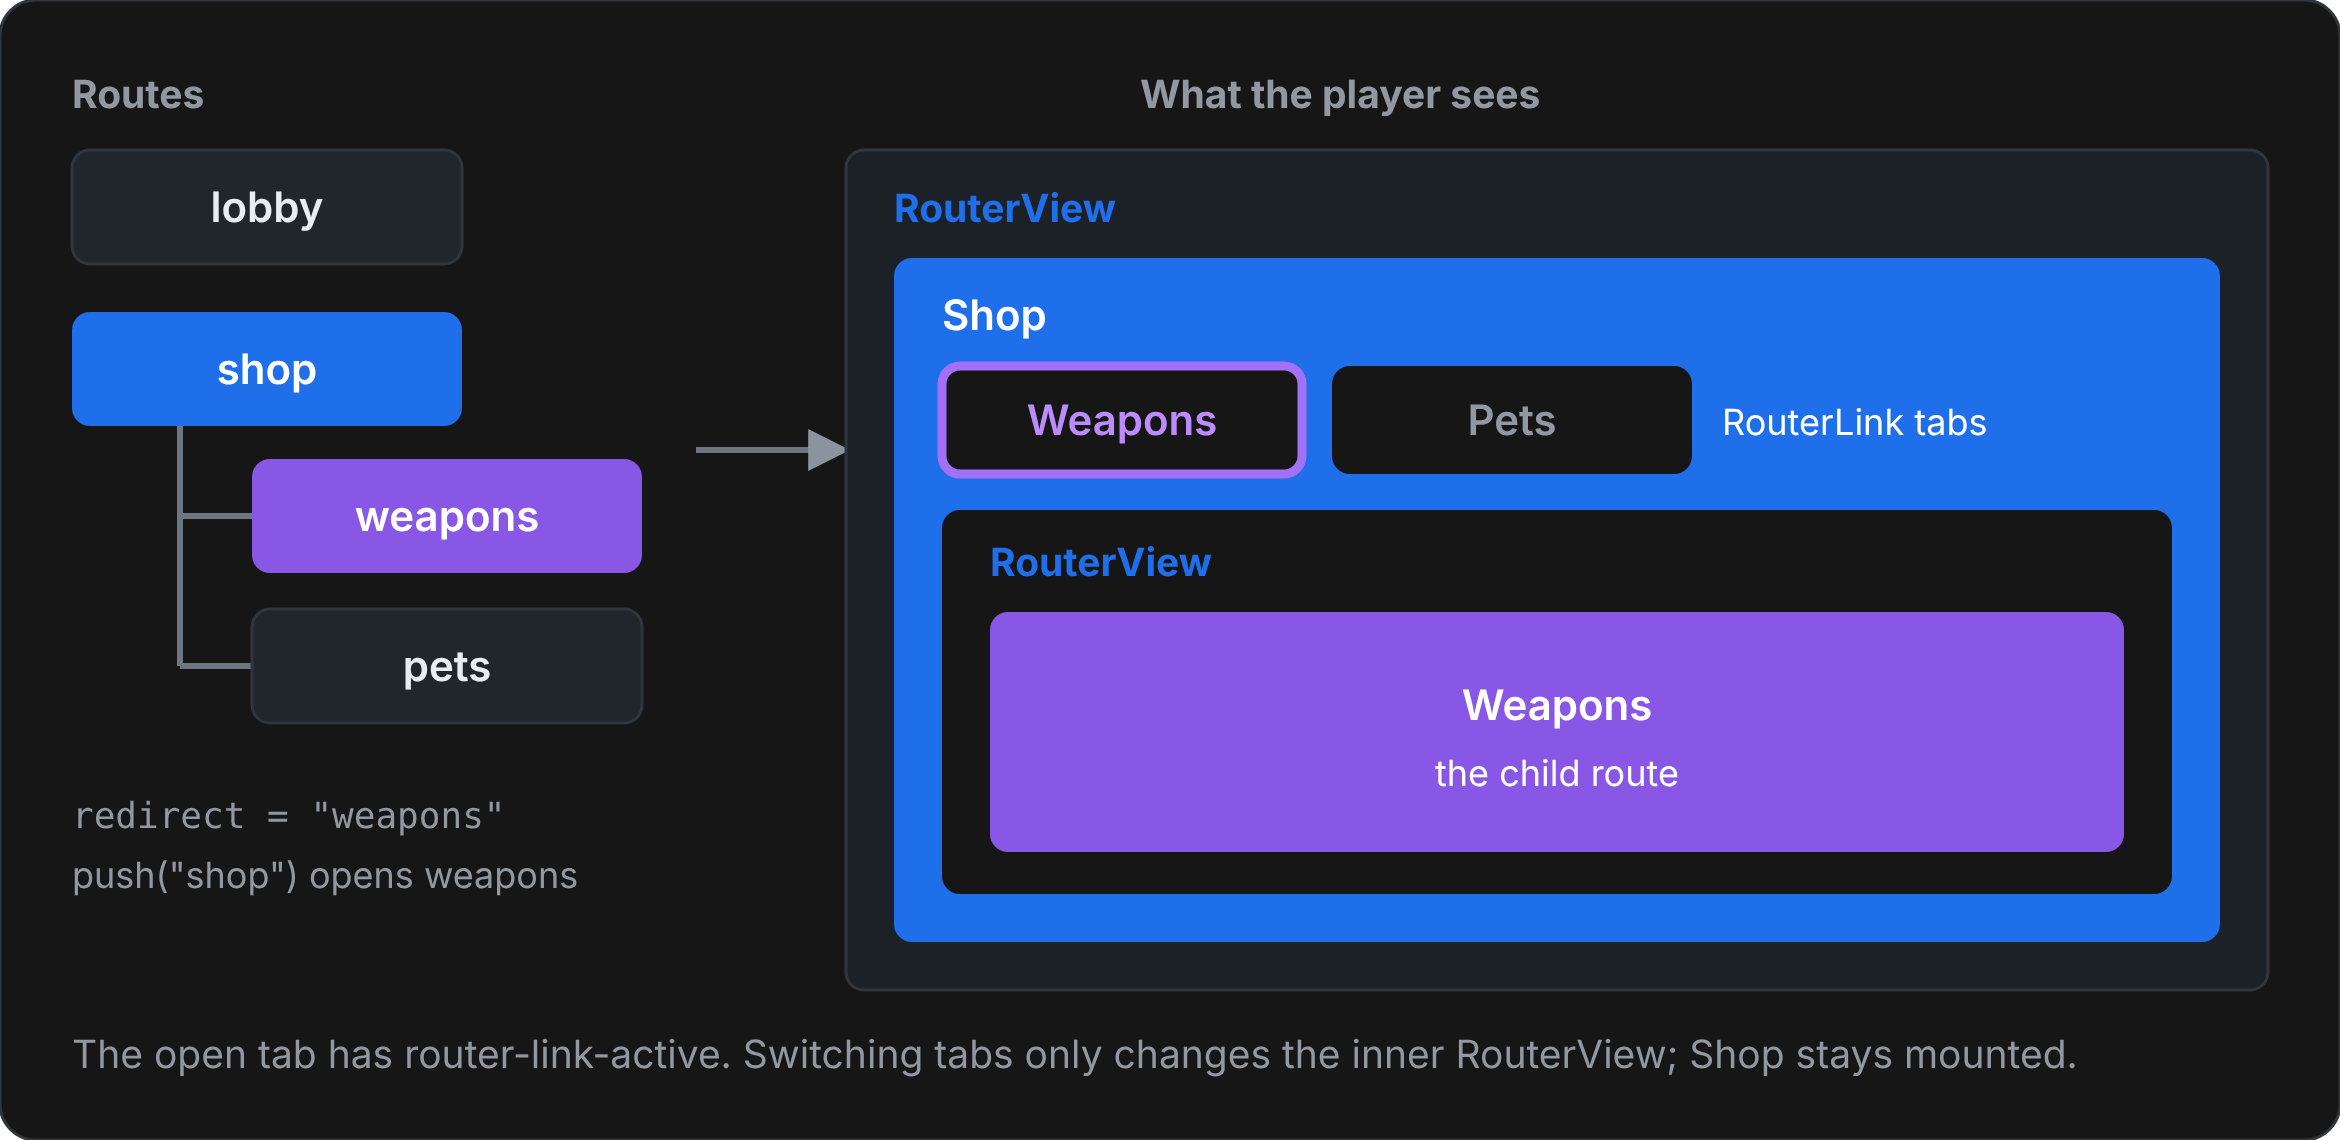 Routes
lobby
shop
weapons
pets
redirect = "weapons"
push("shop") opens weapons
What the player sees
RouterView
Shop
Weapons
Pets
RouterLink tabs
RouterView
Weapons
the child route
The open tab has router-link-active. Switching tabs only changes the inner RouterView; Shop stays mounted.